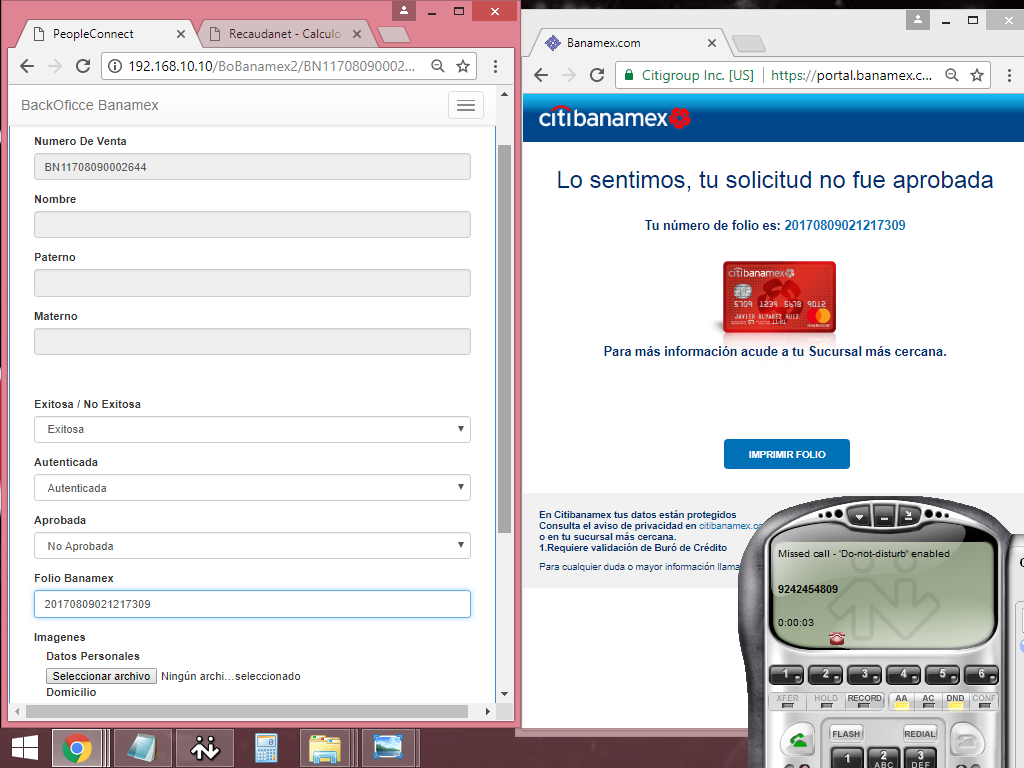 PeopleConnect
Recaudanet - Calculo
192.168.10.10/BoBanamex2/BN11708090002...
BackOficce Banamex
Numero De Venta
BN11708090002644
Nombre
Paterno
Materno
Exitosa / No Exitosa
Exitosa
Autenticada
Autenticada
Aprobada
No Aprobada
Folio Banamex
20170809021217309
Imagenes
Datos Personales
Seleccionar archivo Ningún archi...seleccionado
Domicilio
Banamex.com
Citigroup Inc. [US] https://portal.banamex.c...
citibanamex
Lo sentimos, tu solicitud no fue aprobada
Tu número de folio es: 20170809021217309
citibanamex
5709 1234 5678 9012
JAVIER ALVAREZ RUIZ
Para más información acude a tu Sucursal más cercana.
IMPRIMIR FOLIO
En Citibanamex tus datos están protegidos
Consulta el aviso de privacidad en citibanamex.co
o en tu sucursal más cercana.
1.Requiere validación de Buró de Crédito
Para cualquier duda o mayor información llama
Missed call - 'Do-not-disturb' enabled
9242454809
0:00:03
1 2 3 4 5 6
XFER HOLD RECORD AA AC DND CONF
FLASH REDIAL
1 2 3
ABC DEF